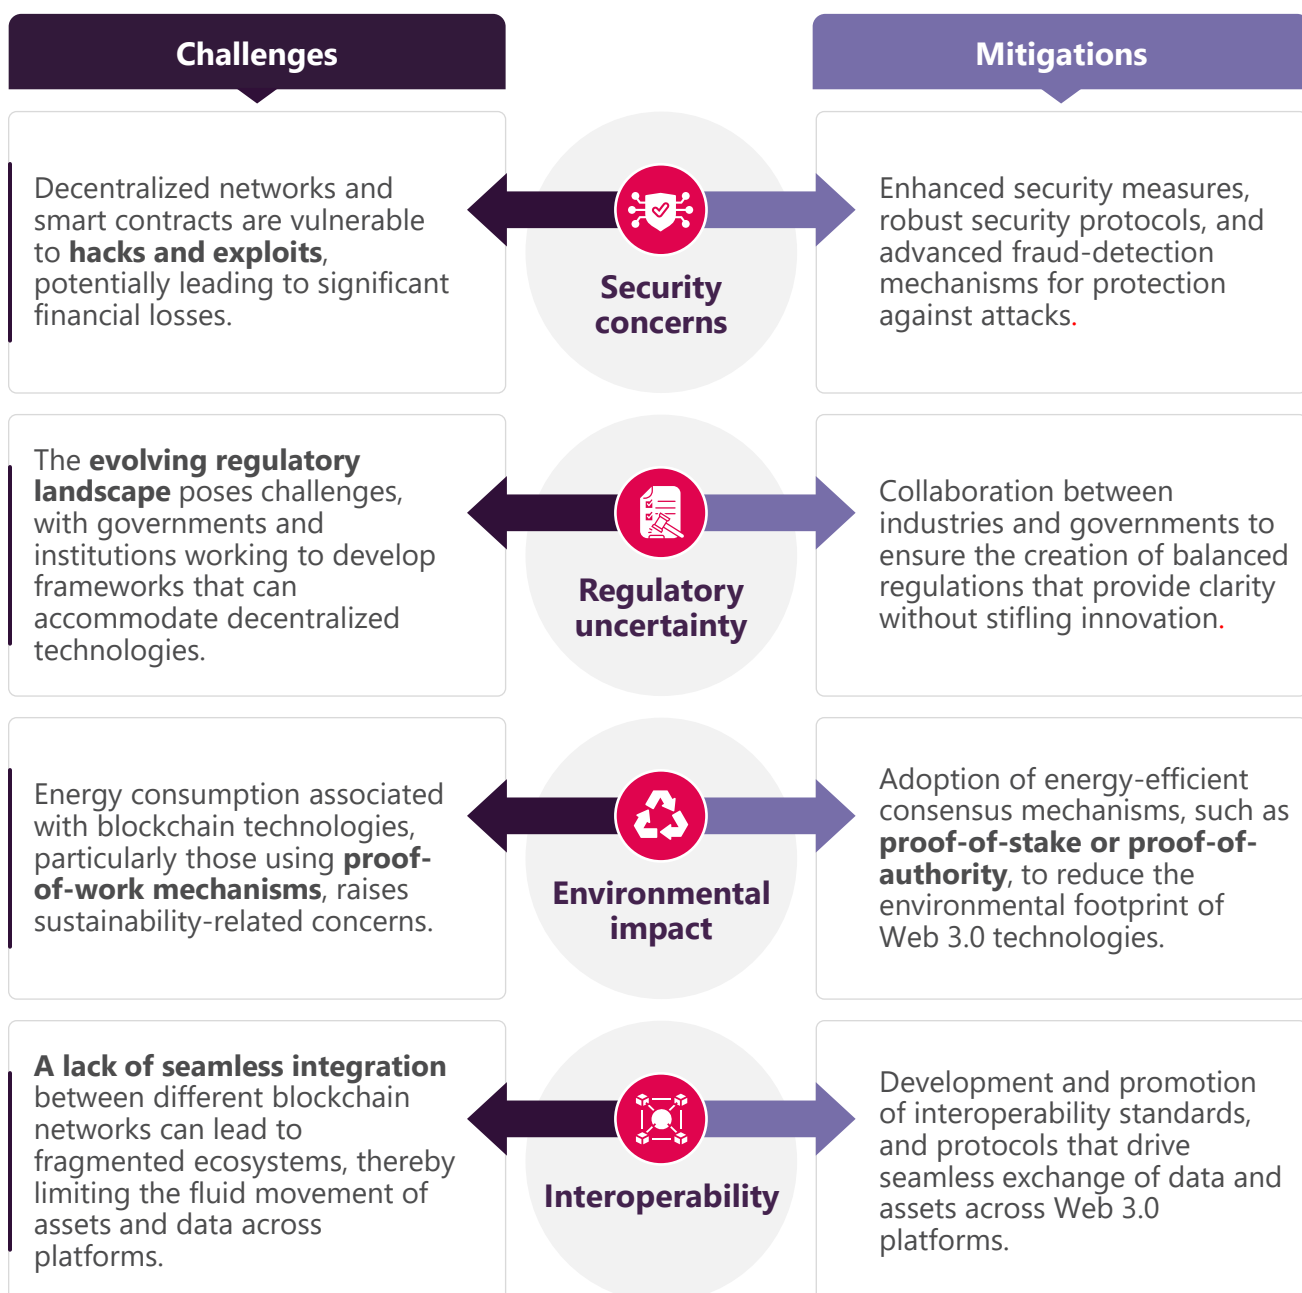 Challenges
Mitigations
Decentralized networks and
smart contracts are vulnerable
to hacks and exploits,
potentially leading to significant
financial losses.
Security
concerns
Enhanced security measures,
robust security protocols, and
advanced fraud-detection
mechanisms for protection
against attacks.
The evolving regulatory
landscape poses challenges,
with governments and
institutions working to develop
frameworks that can
accommodate decentralized
technologies.
Regulatory
uncertainty
Collaboration between
industries and governments to
ensure the creation of balanced
regulations that provide clarity
without stifling innovation.
Energy consumption associated
with blockchain technologies,
particularly those using proof-
of-work mechanisms, raises
sustainability-related concerns.
Environmental
impact
Adoption of energy-efficient
consensus mechanisms, such as
proof-of-stake or proof-of-
authority, to reduce the
environmental footprint of
Web 3.0 technologies.
A lack of seamless integration
between different blockchain
networks can lead to
fragmented ecosystems, thereby
limiting the fluid movement of
assets and data across
platforms.
Interoperability
Development and promotion
of interoperability standards,
and protocols that drive
seamless exchange of data and
assets across Web 3.0
platforms.